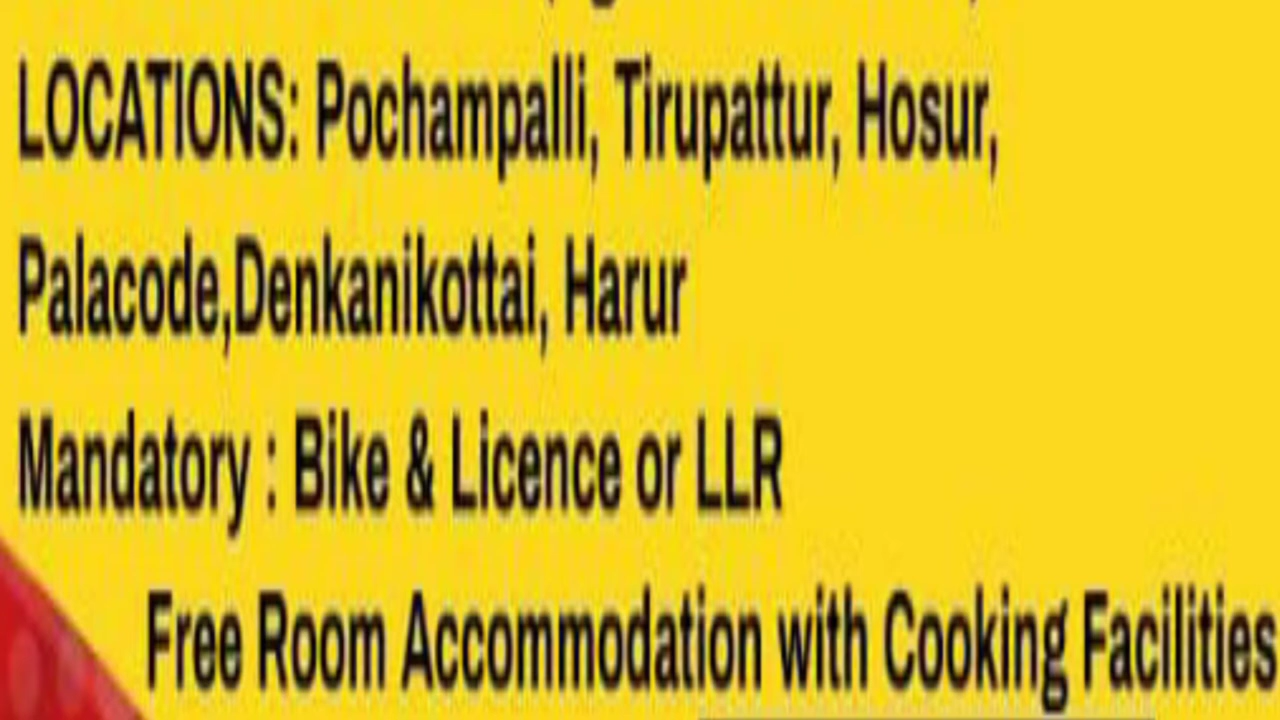 LOCATIONS: Pochampalli, Tirupattur, Hosur,
Palacode,Denkanikottai, Harur
Mandatory : Bike & Licence or LLR
Free Room Accommodation with Cooking Facilities